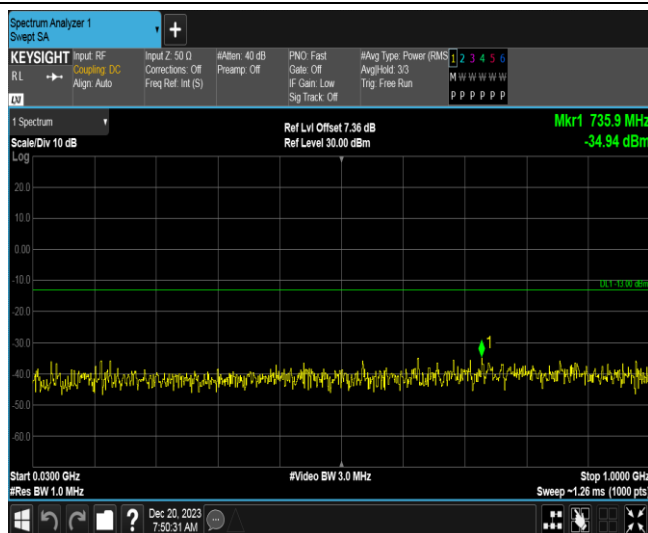 Spectrum Analyzer 1
Swept SA
+
KEYSIGHT
RL
LXI
Input: RF
Coupling: DC
Align: Auto
Input Z: 50 Ω
Corrections: Off
Freq Ref: Int (S)
#Atten: 40 dB
Preamp: Off
PNO: Fast
Gate: Off
IF Gain: Low
Sig Track: Off
#Avg Type: Power (RMS
Avg|Hold: 3/3
Trig: Free Run
1 2 3 4 5 6
M W W W W W
P P P P P P
1 Spectrum
Scale/Div 10 dB
Log
Ref Lvl Offset 7.36 dB
Ref Level 30.00 dBm
Mkr1 735.9 MHz
-34.94 dBm
20.0
10.0
0.00
-10.0
-20.0
-30.0
-40.0
-50.0
-60.0
DL1 -13.00 dBm
1
Start 0.0300 GHz
#Res BW 1.0 MHz
#Video BW 3.0 MHz
Stop 1.0000 GHz
Sweep ~1.26 ms (1000 pts)
?
Dec 20, 2023
7:50:31 AM